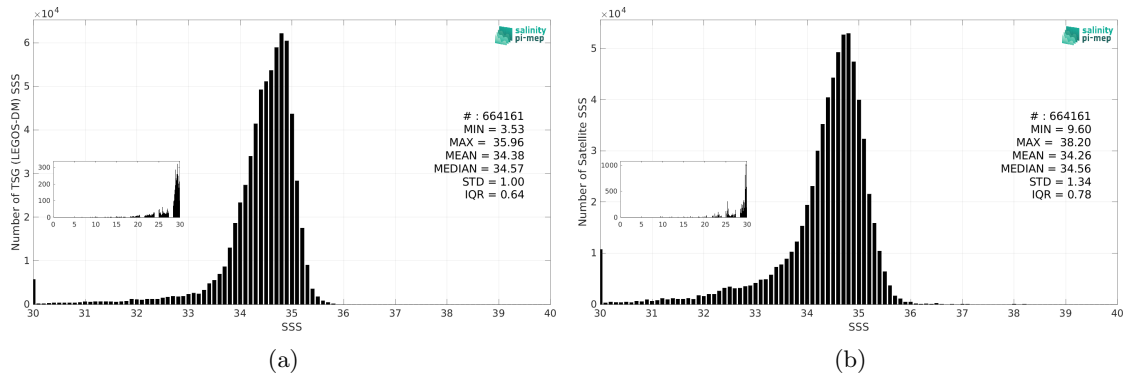 ×10⁴
salinity
pi-mep
6
5
4
3
2
1
0
Number of TSG (LEGOS-DM) SSS
# : 664161
MIN = 3.53
MAX = 35.96
MEAN = 34.38
MEDIAN = 34.57
STD = 1.00
IQR = 0.64
300
200
100
0
0 5 10 15 20 25 30
30 31 32 33 34 35 36 37 38 39 40
SSS
(a)
×10⁴
salinity
pi-mep
5
4
3
2
1
0
Number of Satellite SSS
# : 664161
MIN = 9.60
MAX = 38.20
MEAN = 34.26
MEDIAN = 34.56
STD = 1.34
IQR = 0.78
1000
500
0
0 5 10 15 20 25 30
30 31 32 33 34 35 36 37 38 39 40
SSS
(b)